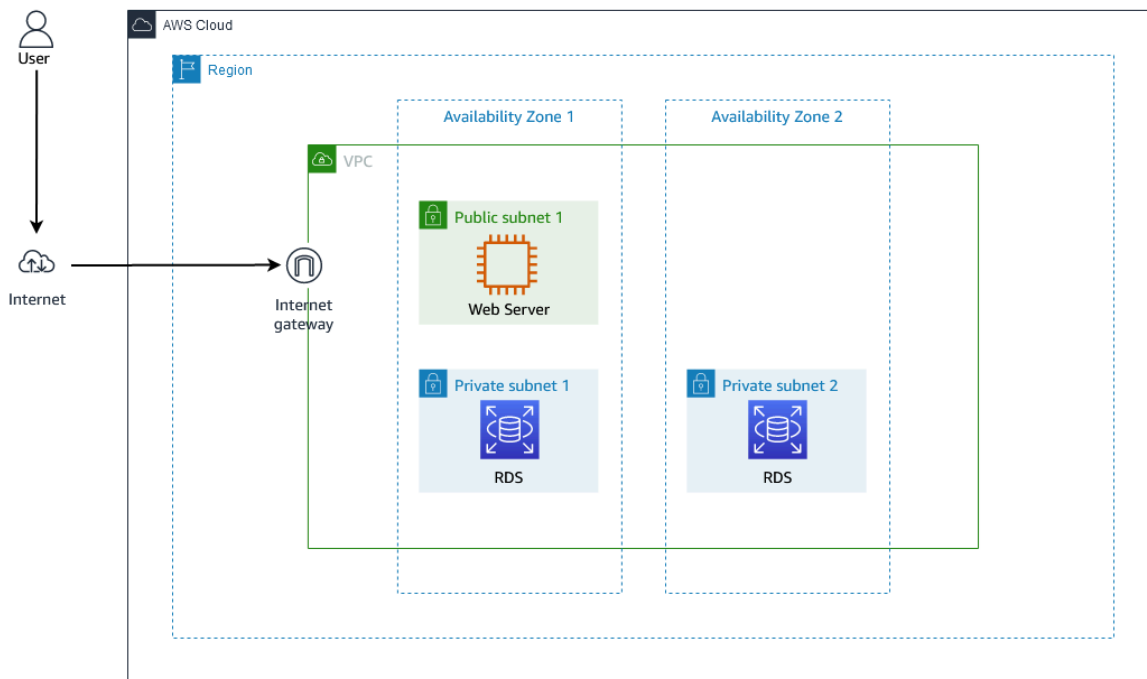 AWS Cloud
User
Region
Availability Zone 1
Availability Zone 2
VPC
Public subnet 1
Web Server
Internet
Internet
gateway
Private subnet 1
Private subnet 2
RDS
RDS